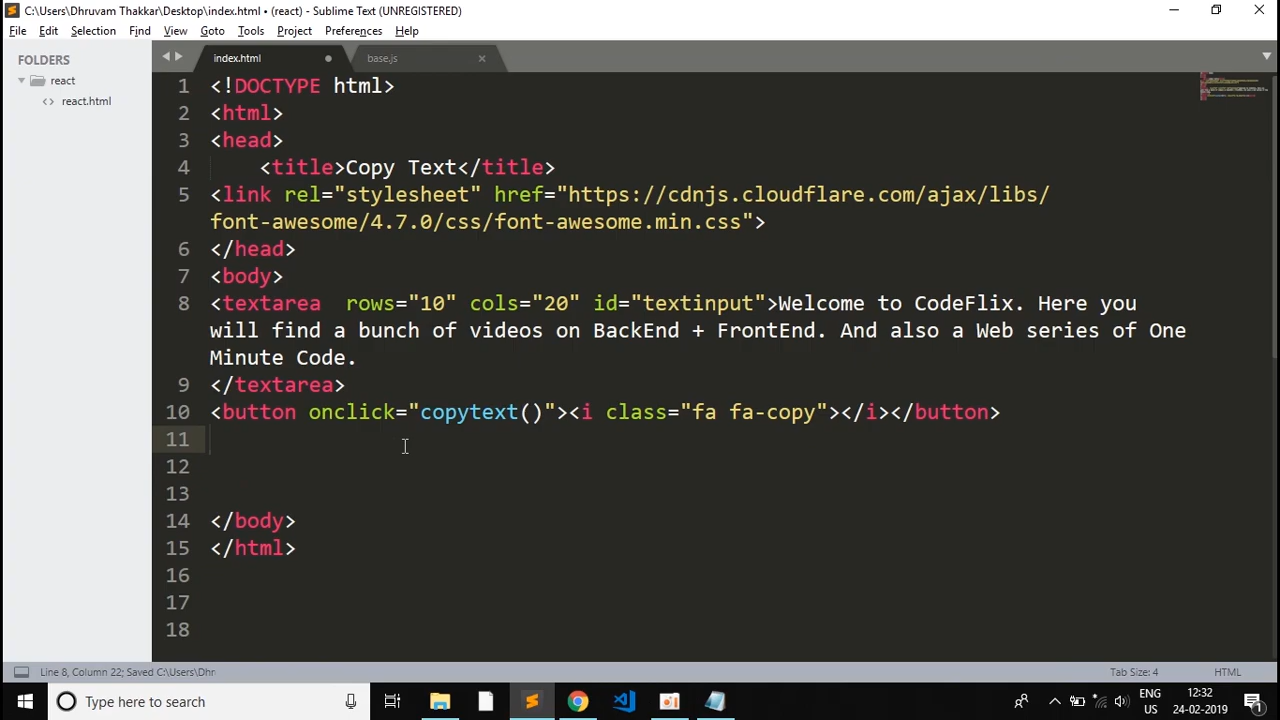 C:\Users\Dhruvam Thakkar\Desktop\index.html • (react) - Sublime Text (UNREGISTERED)
File Edit Selection Find View Goto Tools Project Preferences Help
FOLDERS
react
<> react.html
index.html
base.js
1 <!DOCTYPE html>
2 <html>
3 <head>
4 <title>Copy Text</title>
5 <link rel="stylesheet" href="https://cdnjs.cloudflare.com/ajax/libs/
font-awesome/4.7.0/css/font-awesome.min.css">
6 </head>
7 <body>
8 <textarea  rows="10" cols="20" id="textinput">Welcome to CodeFlix. Here you
will find a bunch of videos on BackEnd + FrontEnd. And also a Web series of One
Minute Code.
9 </textarea>
10 <button onclick="copytext()"><i class="fa fa-copy"></i></button>
11
12
13
14 </body>
15 </html>
16
17
18
Line 8, Column 22; Saved C:\Users\Dhr
Tab Size: 4
HTML
Type here to search
ENG
US
12:32
24-02-2019
1